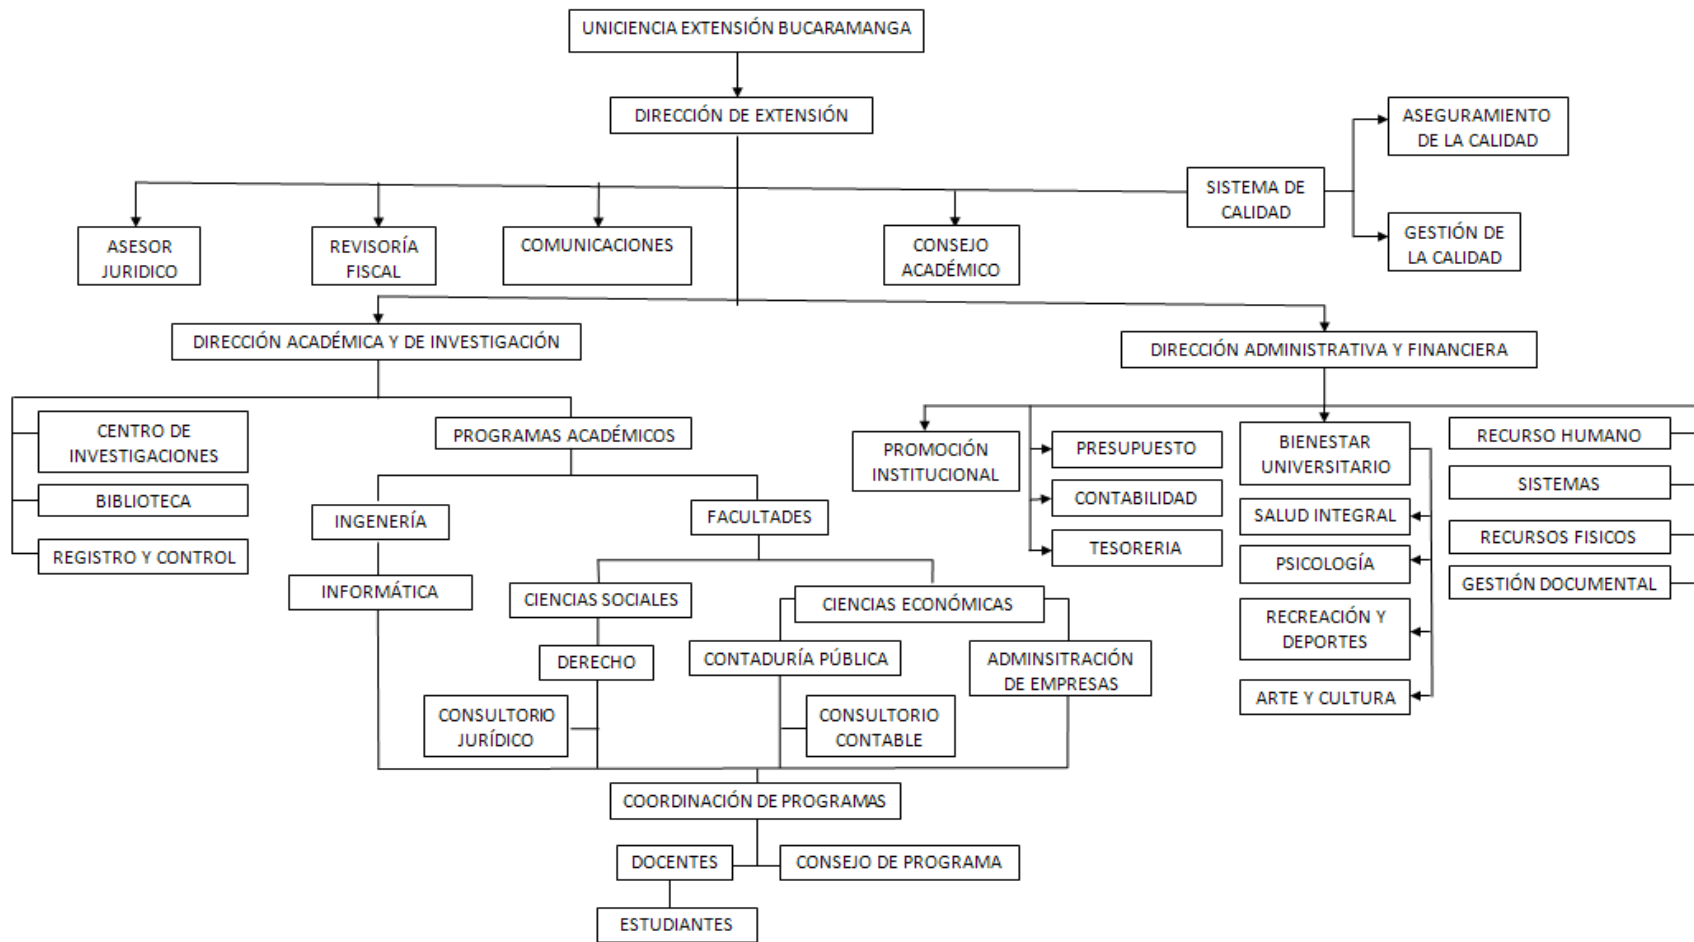 UNICIENCIA EXTENSIÓN BUCARAMANGA
DIRECCIÓN DE EXTENSIÓN
ASEGURAMIENTO
DE LA CALIDAD
SISTEMA DE
CALIDAD
GESTIÓN DE
LA CALIDAD
ASESOR
JURIDICO
REVISORÍA
FISCAL
COMUNICACIONES
CONSEJO
ACADÉMICO
DIRECCIÓN ACADÉMICA Y DE INVESTIGACIÓN
DIRECCIÓN ADMINISTRATIVA Y FINANCIERA
CENTRO DE
INVESTIGACIONES
BIBLIOTECA
REGISTRO Y CONTROL
PROGRAMAS ACADÉMICOS
INGENERÍA
FACULTADES
INFORMÁTICA
CIENCIAS SOCIALES
CIENCIAS ECONÓMICAS
DERECHO
CONTADURÍA PÚBLICA
ADMINSITRACIÓN
DE EMPRESAS
CONSULTORIO
JURÍDICO
CONSULTORIO
CONTABLE
COORDINACIÓN DE PROGRAMAS
DOCENTES
CONSEJO DE PROGRAMA
ESTUDIANTES
PROMOCIÓN
INSTITUCIONAL
PRESUPUESTO
CONTABILIDAD
TESORERIA
BIENESTAR
UNIVERSITARIO
SALUD INTEGRAL
PSICOLOGÍA
RECREACIÓN Y
DEPORTES
ARTE Y CULTURA
RECURSO HUMANO
SISTEMAS
RECURSOS FISICOS
GESTIÓN DOCUMENTAL